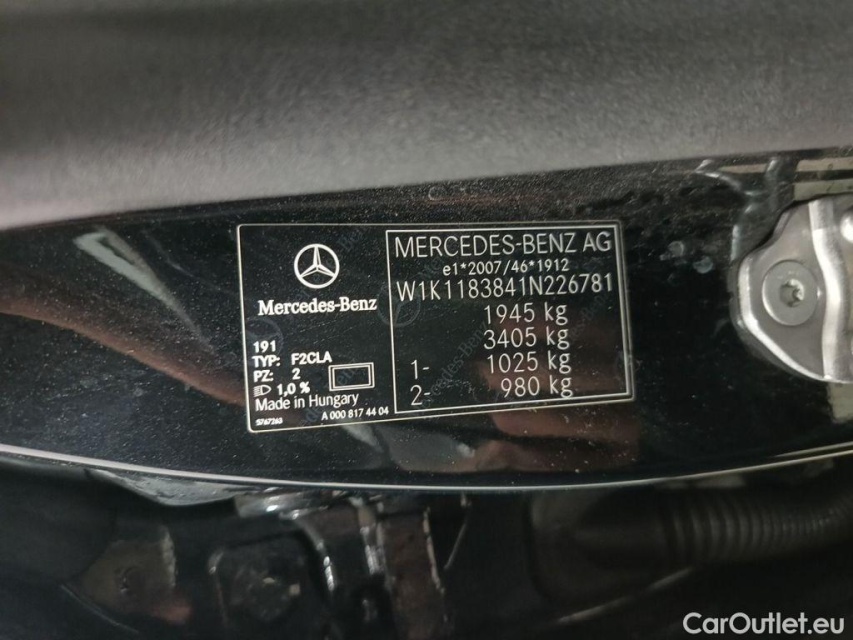 Mercedes-Benz
191
TYP: F2CLA
PZ: 2
1,0 %
Made in Hungary
5767263
A 000 817 44 04
MERCEDES-BENZ AG
e1*2007/46*1912
W1K1183841N226781
1945 kg
3405 kg
1- 1025 kg
2- 980 kg
CarOutlet.eu